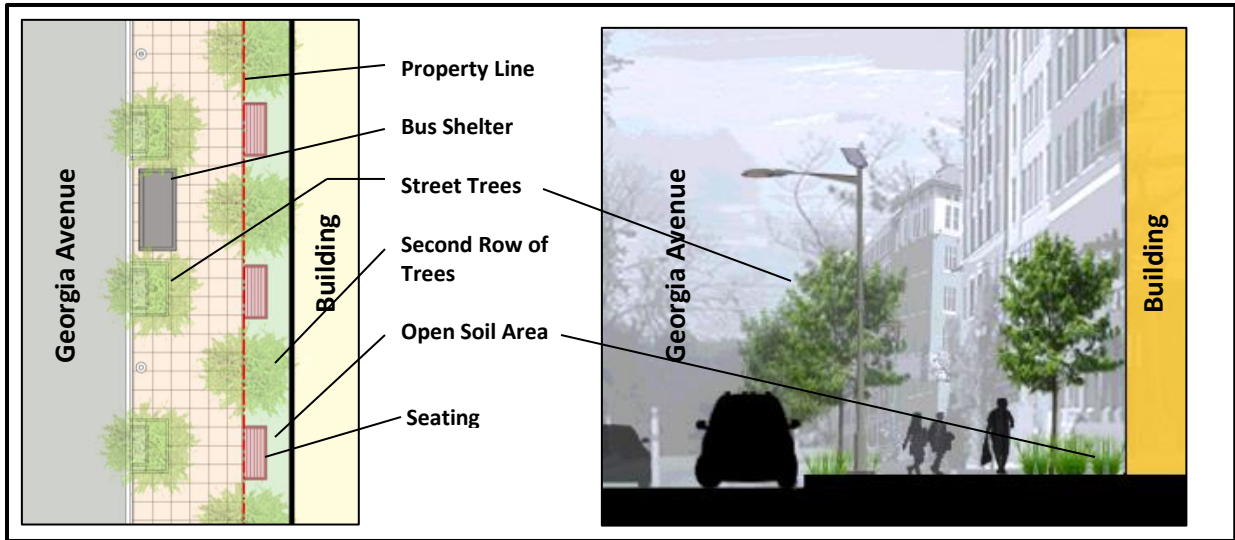 Georgia Avenue
Building
Property Line
Bus Shelter
Street Trees
Second Row of
Trees
Open Soil Area
Seating
Georgia Avenue
Building